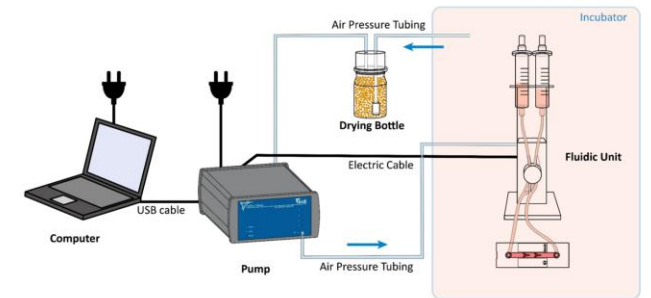 Incubator
Air Pressure Tubing
Drying Bottle
Electric Cable
Fluidic Unit
USB cable
Computer
Pump
Air Pressure Tubing